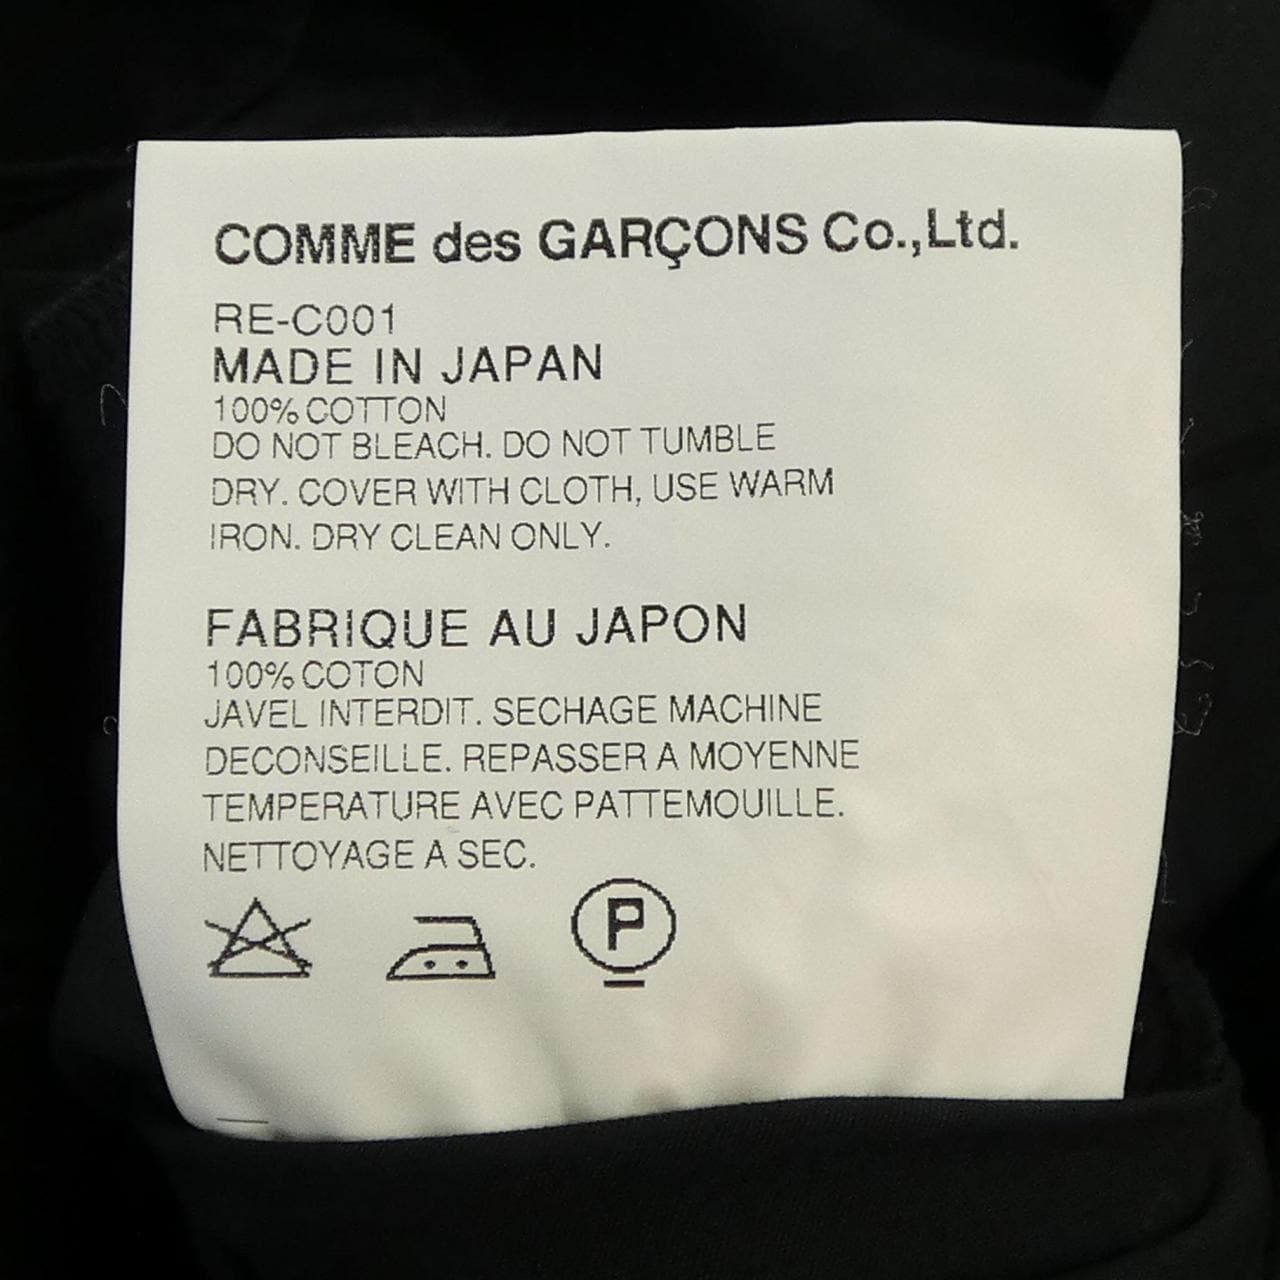 COMME des GARÇONS Co.,Ltd.
RE-C001
MADE IN JAPAN
100% COTTON
DO NOT BLEACH. DO NOT TUMBLE
DRY. COVER WITH CLOTH, USE WARM
IRON. DRY CLEAN ONLY.
FABRIQUE AU JAPON
100% COTON
JAVEL INTERDIT. SECHAGE MACHINE
DECONSEILLE. REPASSER A MOYENNE
TEMPERATURE AVEC PATTEMOUILLE.
NETTOYAGE A SEC.
P